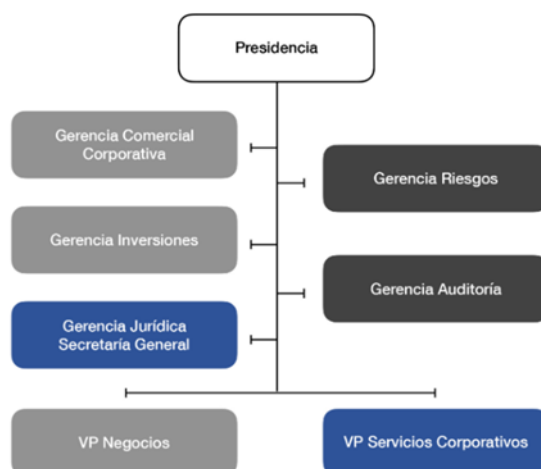 Presidencia
Gerencia Comercial
Corporativa
Gerencia Riesgos
Gerencia Inversiones
Gerencia Auditoría
Gerencia Jurídica
Secretaría General
VP Negocios
VP Servicios Corporativos